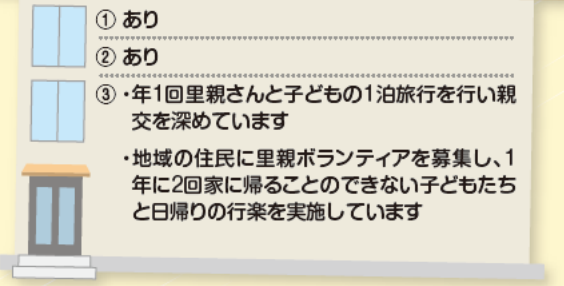 ① あり
② あり
③ ・年1回里親さんと子どもの1泊旅行を行い親
交を深めています
・地域の住民に里親ボランティアを募集し、1
年に2回家に帰ることのできない子どもたち
と日帰りの行楽を実施しています